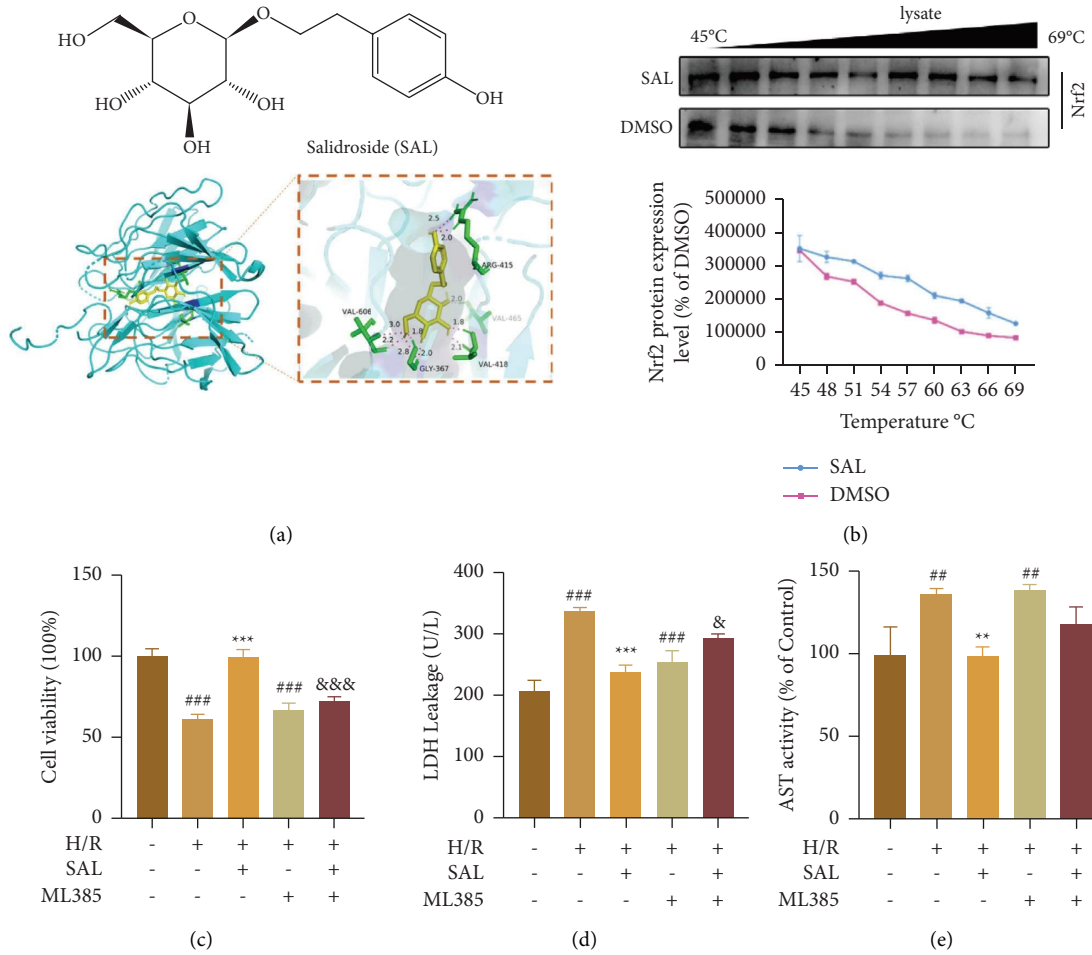 HO
O
O
HO
OH
OH
OH
Salidroside (SAL)
2.5
2.0
ARG-415
2.0
VAL-606
VAL-465
3.0
1.8
1.8
2.2
2.8
2.0
2.1
GLY-367
VAL-418
(a)
lysate
45°C
69°C
SAL
DMSO
Nrf2
Nrf2 protein expression
level (% of DMSO)
500000
400000
300000
200000
100000
0
45 48 51 54 57 60 63 66 69
Temperature °C
SAL
DMSO
(b)
Cell viability (100%)
150
100
50
0
###
***
###
&&&
H/R - + + + +
SAL - - + - +
ML385 - - - + +
(c)
LDH Leakage (U/L)
400
300
200
100
0
###
***
###
&
H/R - + + + +
SAL - - + - +
ML385 - - - + +
(d)
AST activity (% of Control)
150
100
50
0
##
**
##
H/R - + + + +
SAL - - + - +
ML385 - - - + +
(e)